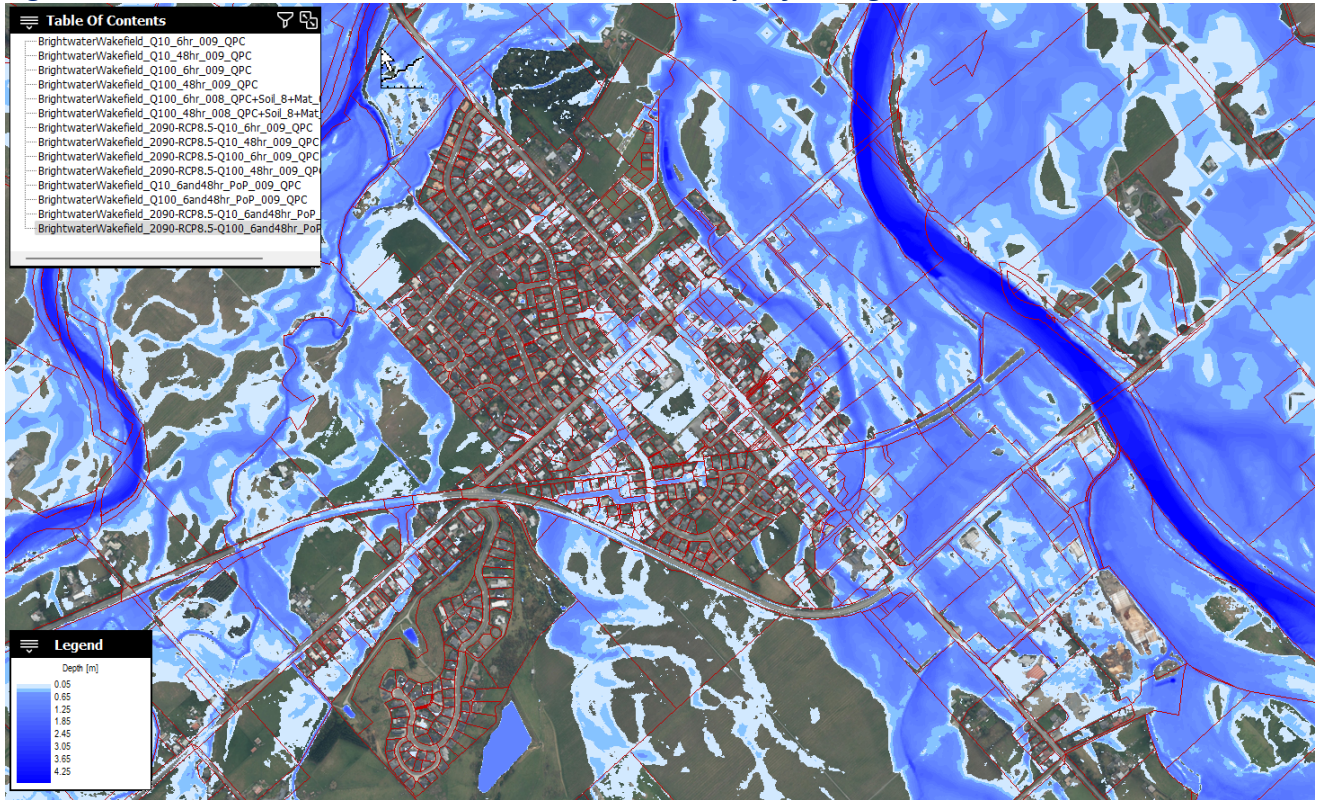 Table Of Contents
BrightwaterWakefield_Q10_6hr_009_QPC
BrightwaterWakefield_Q10_48hr_009_QPC
BrightwaterWakefield_Q100_6hr_009_QPC
BrightwaterWakefield_Q100_48hr_009_QPC
BrightwaterWakefield_Q100_6hr_008_QPC+Soil_8+Mat_
BrightwaterWakefield_Q100_48hr_008_QPC+Soil_8+Mat_
BrightwaterWakefield_2090-RCP8.5-Q10_6hr_009_QPC
BrightwaterWakefield_2090-RCP8.5-Q10_48hr_009_QPC
BrightwaterWakefield_2090-RCP8.5-Q100_6hr_009_QPC
BrightwaterWakefield_2090-RCP8.5-Q100_48hr_009_QP
BrightwaterWakefield_Q10_6and48hr_PoP_009_QPC
BrightwaterWakefield_Q100_6and48hr_PoP_009_QPC
BrightwaterWakefield_2090-RCP8.5-Q10_6and48hr_PoP_
BrightwaterWakefield_2090-RCP8.5-Q100_6and48hr_PoP
Legend
Depth [m]
0.05
0.65
1.25
1.85
2.45
3.05
3.65
4.25